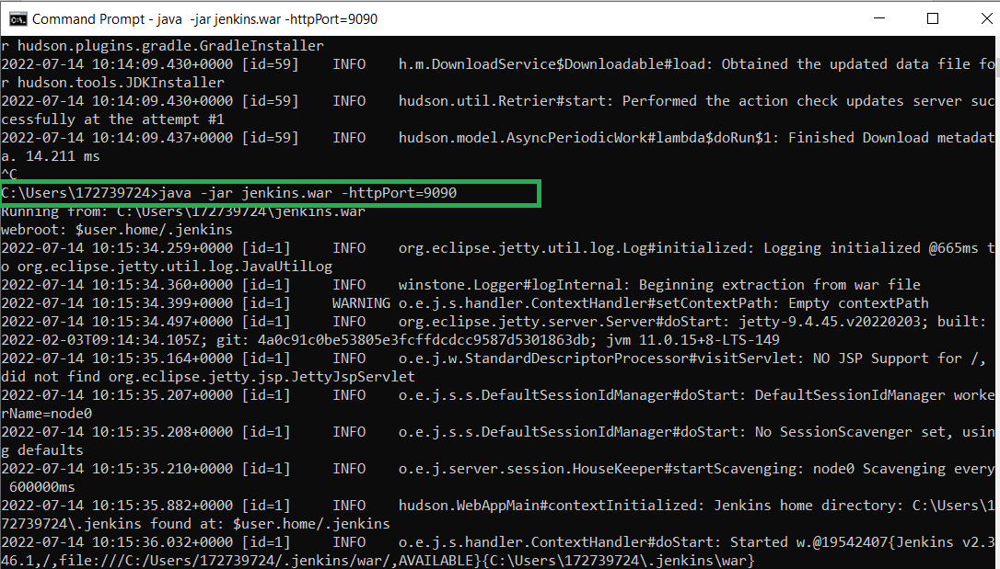 Command Prompt - java  -jar jenkins.war -httpPort=9090
r hudson.plugins.gradle.GradleInstaller
2022-07-14 10:14:09.430+0000 [id=59]    INFO    h.m.DownloadService$Downloadable#load: Obtained the updated data file fo
r hudson.tools.JDKInstaller
2022-07-14 10:14:09.430+0000 [id=59]    INFO    hudson.util.Retrier#start: Performed the action check updates server suc
cessfully at the attempt #1
2022-07-14 10:14:09.437+0000 [id=59]    INFO    hudson.model.AsyncPeriodicWork#lambda$doRun$1: Finished Download metadat
a. 14.211 ms
^C
C:\Users\172739724>java -jar jenkins.war -httpPort=9090
Running from: C:\Users\172739724\jenkins.war
webroot: $user.home/.jenkins
2022-07-14 10:15:34.259+0000 [id=1]     INFO    org.eclipse.jetty.util.log.Log#initialized: Logging initialized @665ms t
o org.eclipse.jetty.util.log.JavaUtilLog
2022-07-14 10:15:34.360+0000 [id=1]     INFO    winstone.Logger#logInternal: Beginning extraction from war file
2022-07-14 10:15:34.399+0000 [id=1]     WARNING o.e.j.s.handler.ContextHandler#setContextPath: Empty contextPath
2022-07-14 10:15:34.497+0000 [id=1]     INFO    org.eclipse.jetty.server.Server#doStart: jetty-9.4.45.v20220203; built:
2022-02-03T09:14:34.105Z; git: 4a0c91c0be53805e3fcffdcdcc9587d5301863db; jvm 11.0.15+8-LTS-149
2022-07-14 10:15:35.164+0000 [id=1]     INFO    o.e.j.w.StandardDescriptorProcessor#visitServlet: NO JSP Support for /,
did not find org.eclipse.jetty.jsp.JettyJspServlet
2022-07-14 10:15:35.207+0000 [id=1]     INFO    o.e.j.s.s.DefaultSessionIdManager#doStart: DefaultSessionIdManager worke
rName=node0
2022-07-14 10:15:35.208+0000 [id=1]     INFO    o.e.j.s.s.DefaultSessionIdManager#doStart: No SessionScavenger set, usin
g defaults
2022-07-14 10:15:35.210+0000 [id=1]     INFO    o.e.j.server.session.HouseKeeper#startScavenging: node0 Scavenging every
 600000ms
2022-07-14 10:15:35.882+0000 [id=1]     INFO    hudson.WebAppMain#contextInitialized: Jenkins home directory: C:\Users\1
72739724\.jenkins found at: $user.home/.jenkins
2022-07-14 10:15:36.032+0000 [id=1]     INFO    o.e.j.s.handler.ContextHandler#doStart: Started w.@19542407{Jenkins v2.3
46.1,/,file:///C:/Users/172739724/.jenkins/war/,AVAILABLE}{C:\Users\172739724\.jenkins\war}